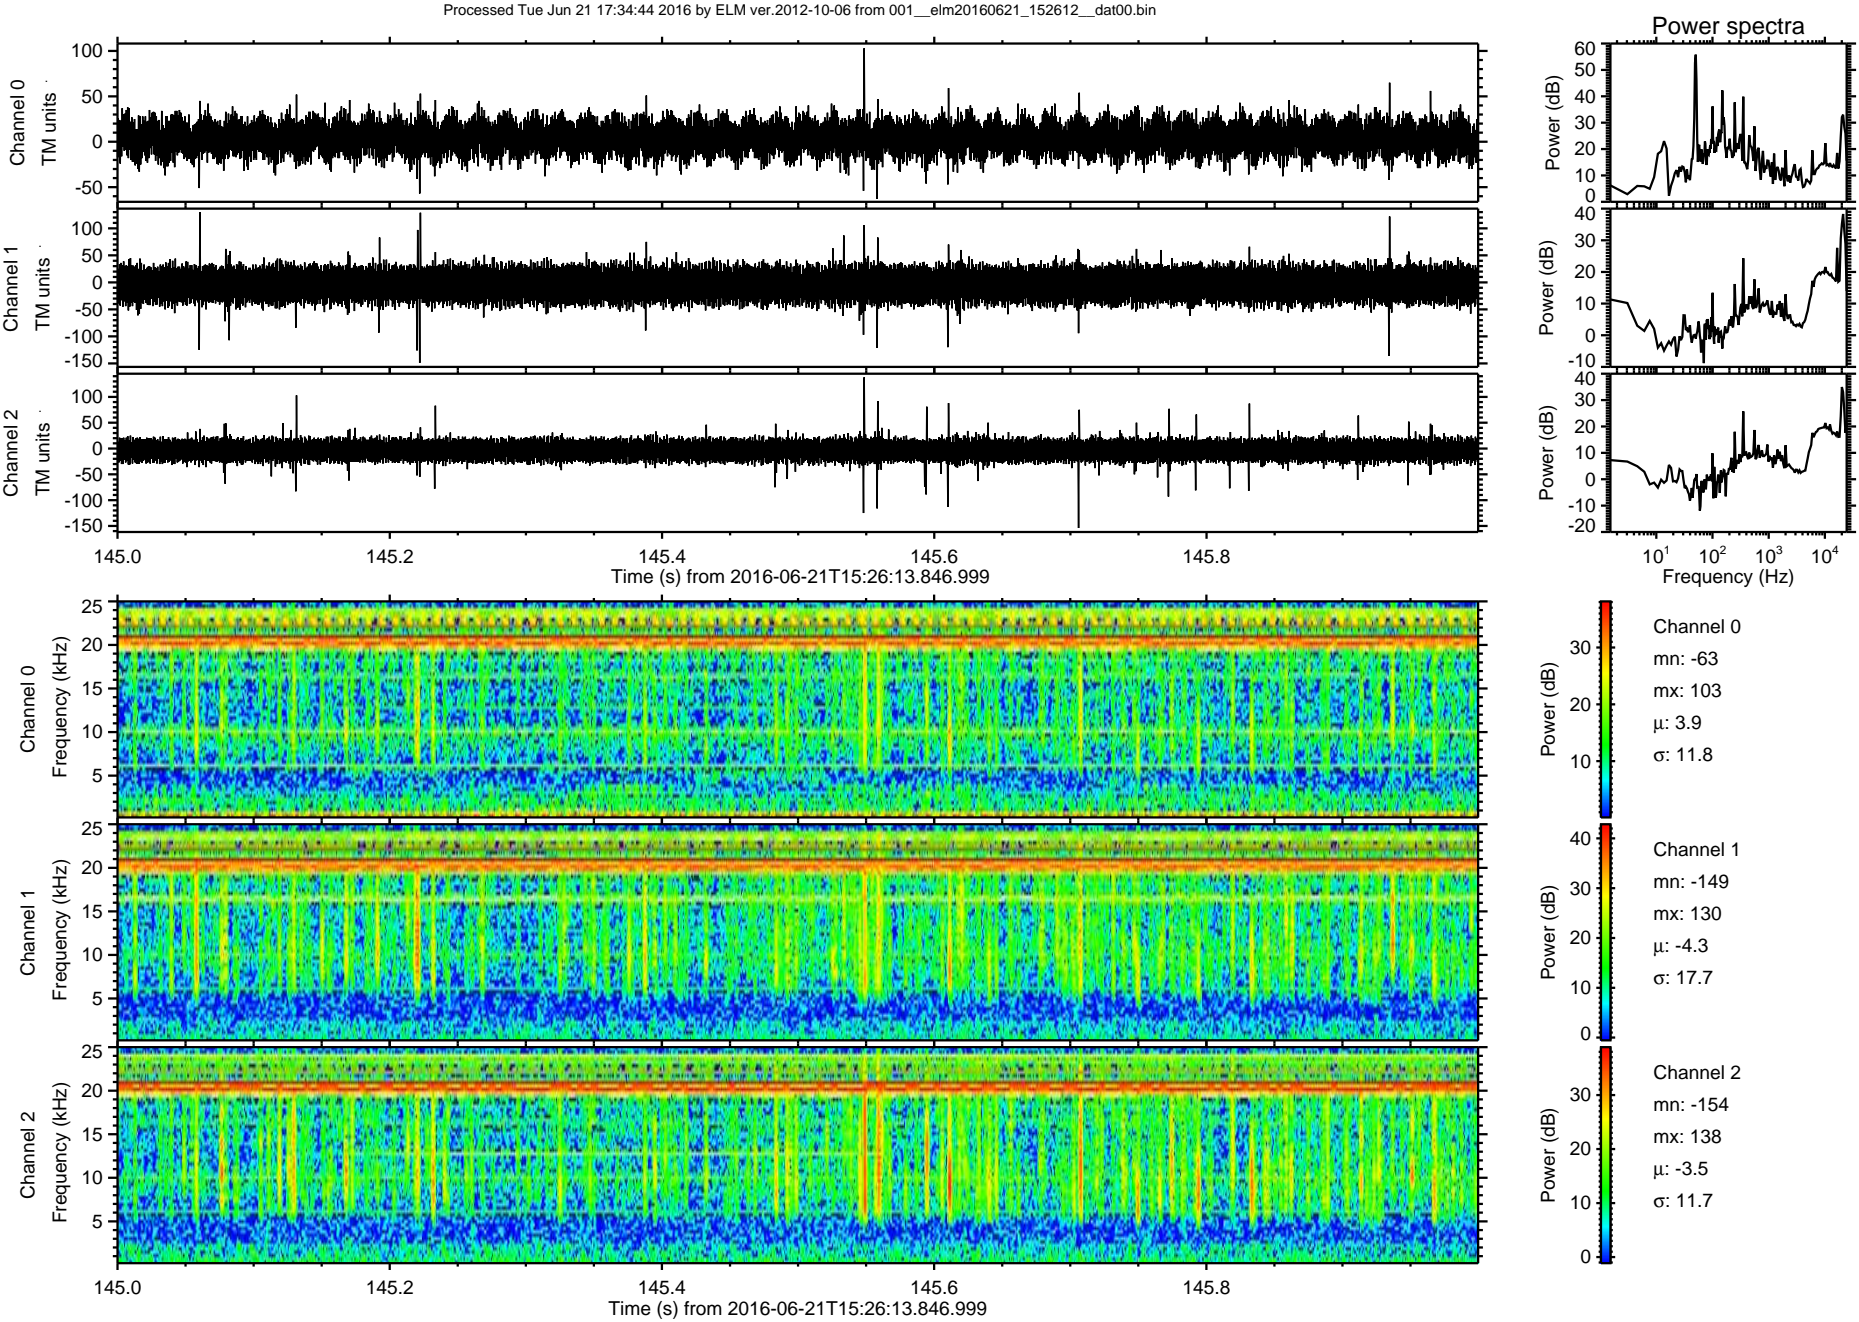 Processed Tue Jun 21 17:34:44 2016 by ELM ver.2012-10-06 from 001__elm20160621_152612__dat00.bin
Power spectra
Channel 0
TM units
100
50
0
-50
Power (dB)
60
50
40
30
20
10
0
Channel 1
TM units
100
50
0
-50
-100
-150
Power (dB)
40
30
20
10
0
-10
Channel 2
TM units
100
50
0
-50
-100
-150
Power (dB)
40
30
20
10
0
-10
-20
145.0 145.2 145.4 145.6 145.8
Time (s) from 2016-06-21T15:26:13.846.999
10¹ 10² 10³ 10⁴
Frequency (Hz)
Channel 0
Frequency (kHz)
25
20
15
10
5
Power (dB)
30
20
10
Channel 0
mn: -63
mx: 103
μ: 3.9
σ: 11.8
Channel 1
Frequency (kHz)
25
20
15
10
5
Power (dB)
40
30
20
10
0
Channel 1
mn: -149
mx: 130
μ: -4.3
σ: 17.7
Channel 2
Frequency (kHz)
25
20
15
10
5
Power (dB)
30
20
10
0
Channel 2
mn: -154
mx: 138
μ: -3.5
σ: 11.7
145.0 145.2 145.4 145.6 145.8
Time (s) from 2016-06-21T15:26:13.846.999